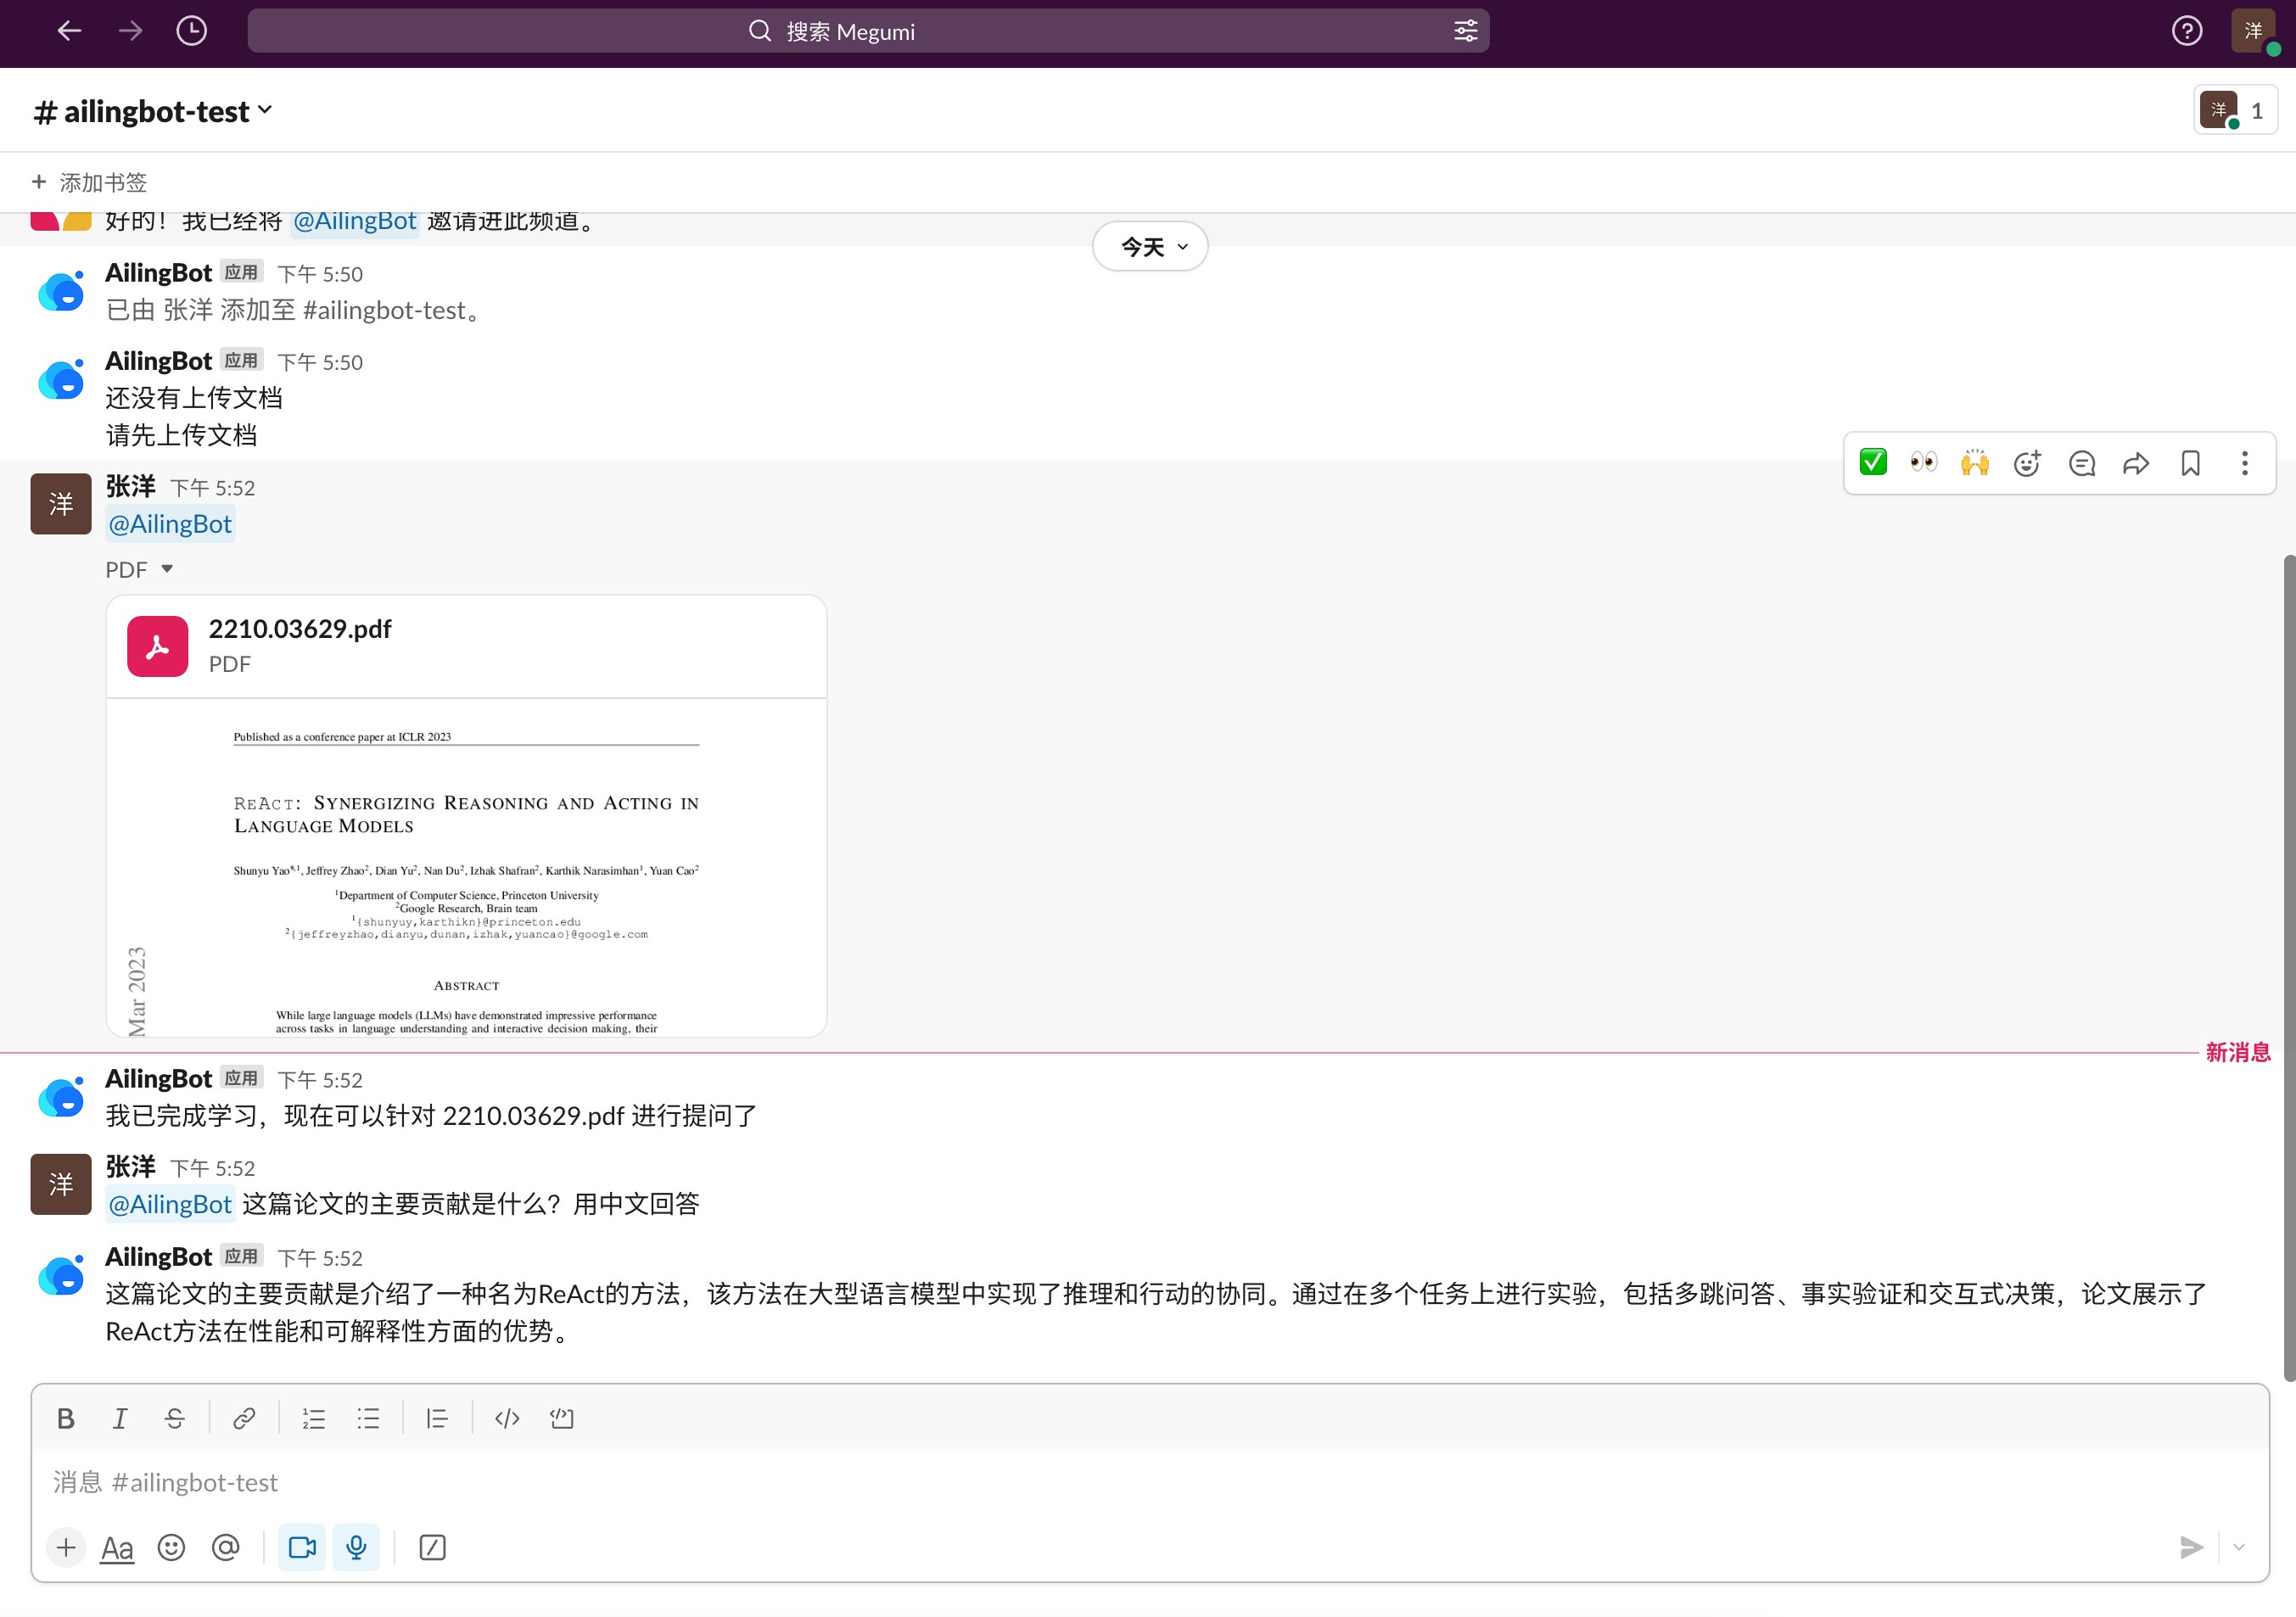 搜索 Megumi
洋
# ailingbot-test
洋 1
+ 添加书签
好的！我已经将 @AilingBot 邀请进此频道。
今天
AilingBot 应用 下午 5:50
已由 张洋 添加至 #ailingbot-test。
AilingBot 应用 下午 5:50
还没有上传文档
请先上传文档
洋
张洋 下午 5:52
@AilingBot
PDF
2210.03629.pdf
PDF
Published as a conference paper at ICLR 2023
REACT: SYNERGIZING REASONING AND ACTING IN
LANGUAGE MODELS
Shunyu Yao*,1, Jeffrey Zhao2, Dian Yu2, Nan Du2, Izhak Shafran2, Karthik Narasimhan1, Yuan Cao2
1Department of Computer Science, Princeton University
2Google Research, Brain team
1{shunyuy,karthikn}@princeton.edu
2{jeffreyzhao,dianyu,dunan,izhak,yuancao}@google.com
Mar 2023
ABSTRACT
While large language models (LLMs) have demonstrated impressive performance
across tasks in language understanding and interactive decision making, their
新消息
AilingBot 应用 下午 5:52
我已完成学习，现在可以针对 2210.03629.pdf 进行提问了
洋
张洋 下午 5:52
@AilingBot 这篇论文的主要贡献是什么？用中文回答
AilingBot 应用 下午 5:52
这篇论文的主要贡献是介绍了一种名为ReAct的方法，该方法在大型语言模型中实现了推理和行动的协同。通过在多个任务上进行实验，包括多跳问答、事实验证和交互式决策，论文展示了
ReAct方法在性能和可解释性方面的优势。
消息 #ailingbot-test
Aa